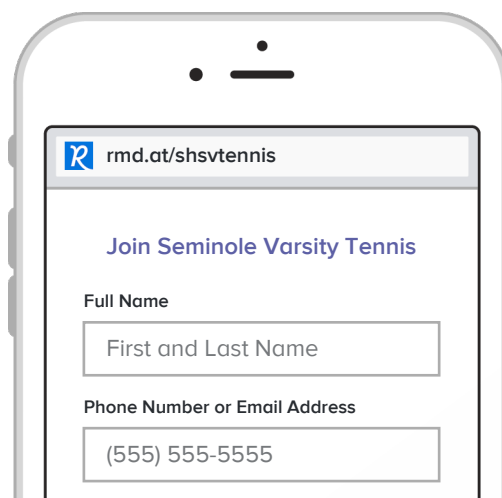 rmd.at/shsvtennis
Join Seminole Varsity Tennis
Full Name
First and Last Name
Phone Number or Email Address
(555) 555-5555